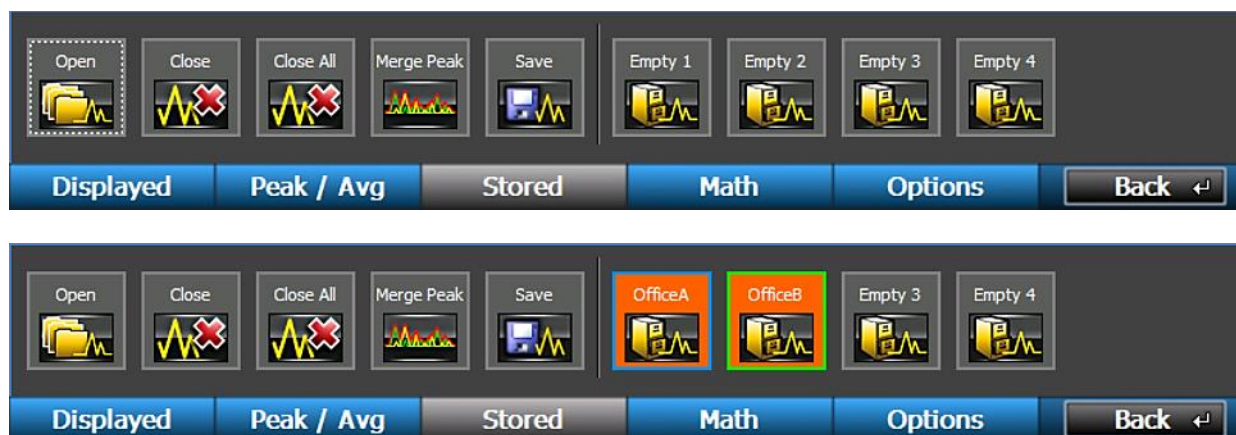 Open Close Close All Merge Peak Save Empty 1 Empty 2 Empty 3 Empty 4
Displayed Peak / Avg Stored Math Options Back ↵
Open Close Close All Merge Peak Save OfficeA OfficeB Empty 3 Empty 4
Displayed Peak / Avg Stored Math Options Back ↵